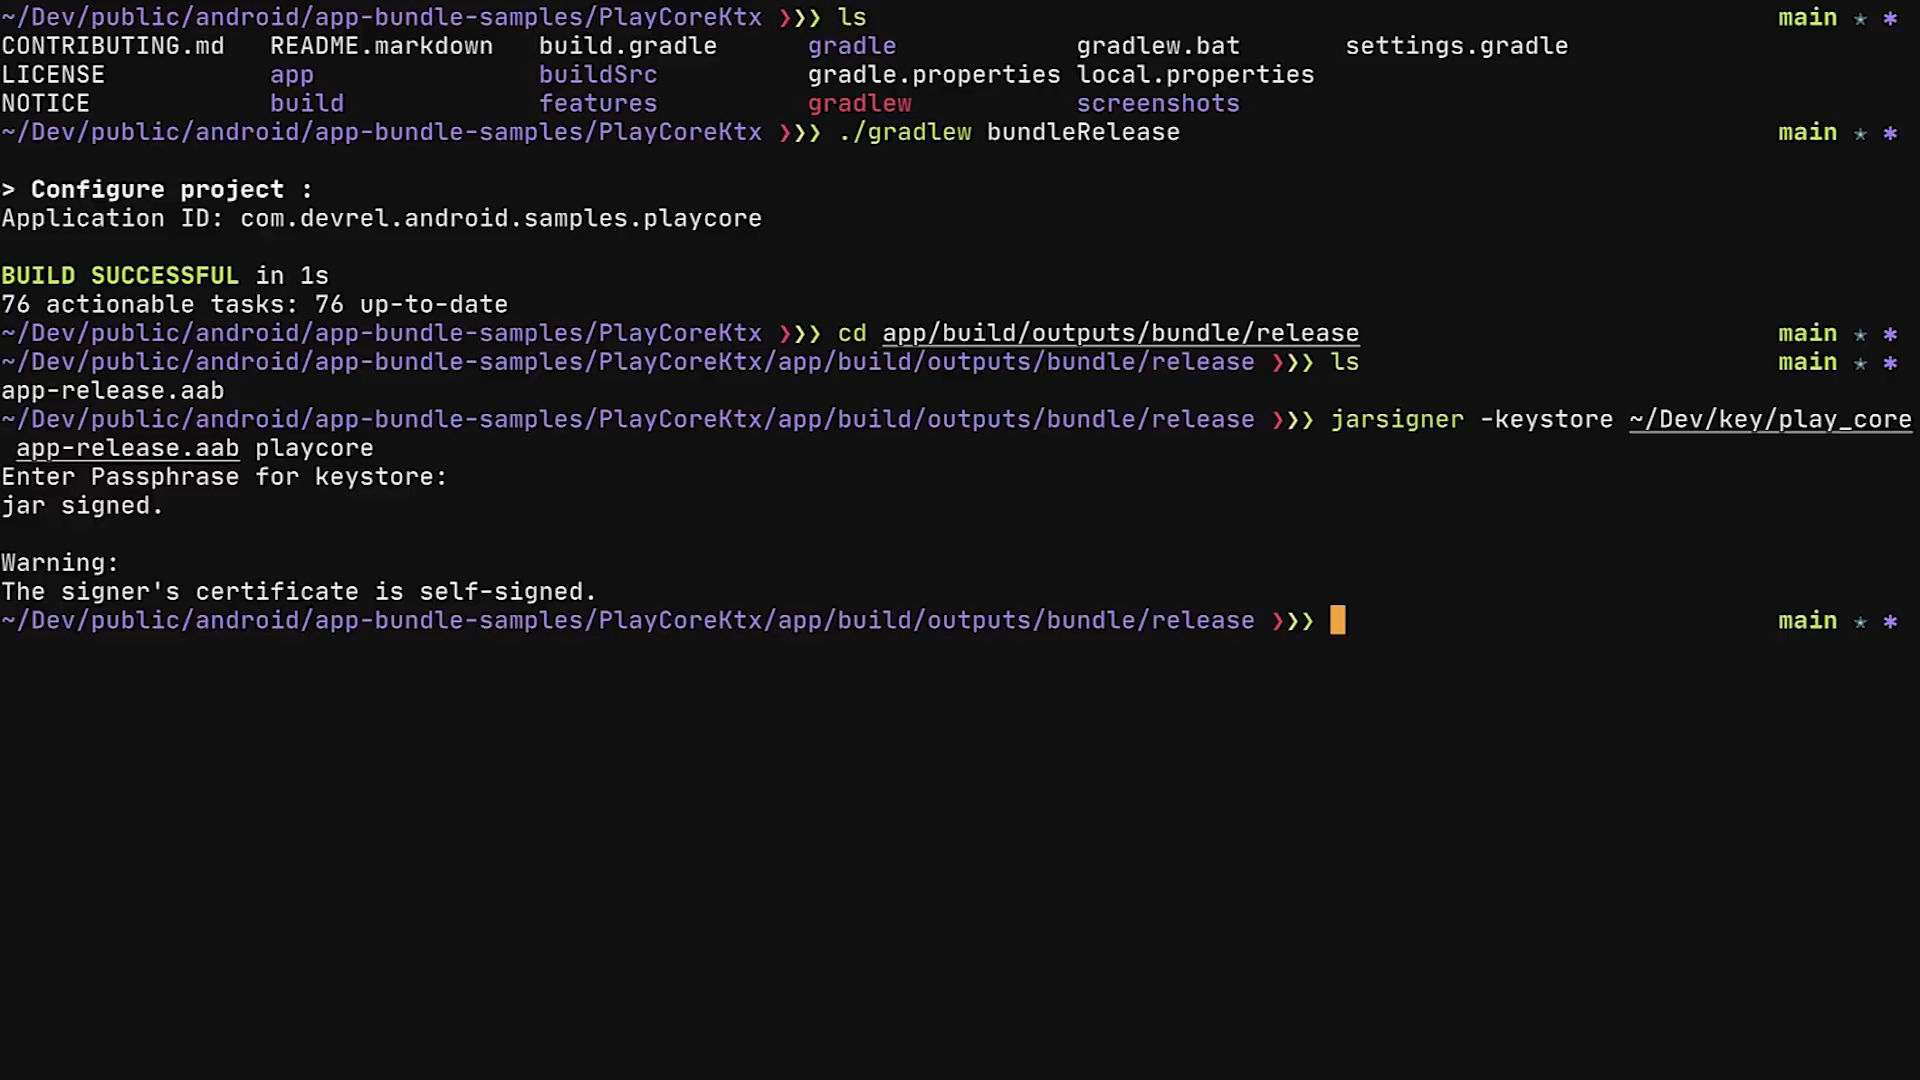 ~/Dev/public/android/app-bundle-samples/PlayCoreKtx ❯❯❯ ls main ⋆ ✱
CONTRIBUTING.md README.markdown build.gradle gradle gradlew.bat settings.gradle
LICENSE app buildSrc gradle.properties local.properties
NOTICE build features gradlew screenshots
~/Dev/public/android/app-bundle-samples/PlayCoreKtx ❯❯❯ ./gradlew bundleRelease main ⋆ ✱
> Configure project :
Application ID: com.devrel.android.samples.playcore
BUILD SUCCESSFUL in 1s
76 actionable tasks: 76 up-to-date
~/Dev/public/android/app-bundle-samples/PlayCoreKtx ❯❯❯ cd app/build/outputs/bundle/release main ⋆ ✱
~/Dev/public/android/app-bundle-samples/PlayCoreKtx/app/build/outputs/bundle/release ❯❯❯ ls main ⋆ ✱
app-release.aab
~/Dev/public/android/app-bundle-samples/PlayCoreKtx/app/build/outputs/bundle/release ❯❯❯ jarsigner -keystore ~/Dev/key/play_core
app-release.aab playcore
Enter Passphrase for keystore:
jar signed.
Warning:
The signer's certificate is self-signed.
~/Dev/public/android/app-bundle-samples/PlayCoreKtx/app/build/outputs/bundle/release ❯❯❯ main ⋆ ✱